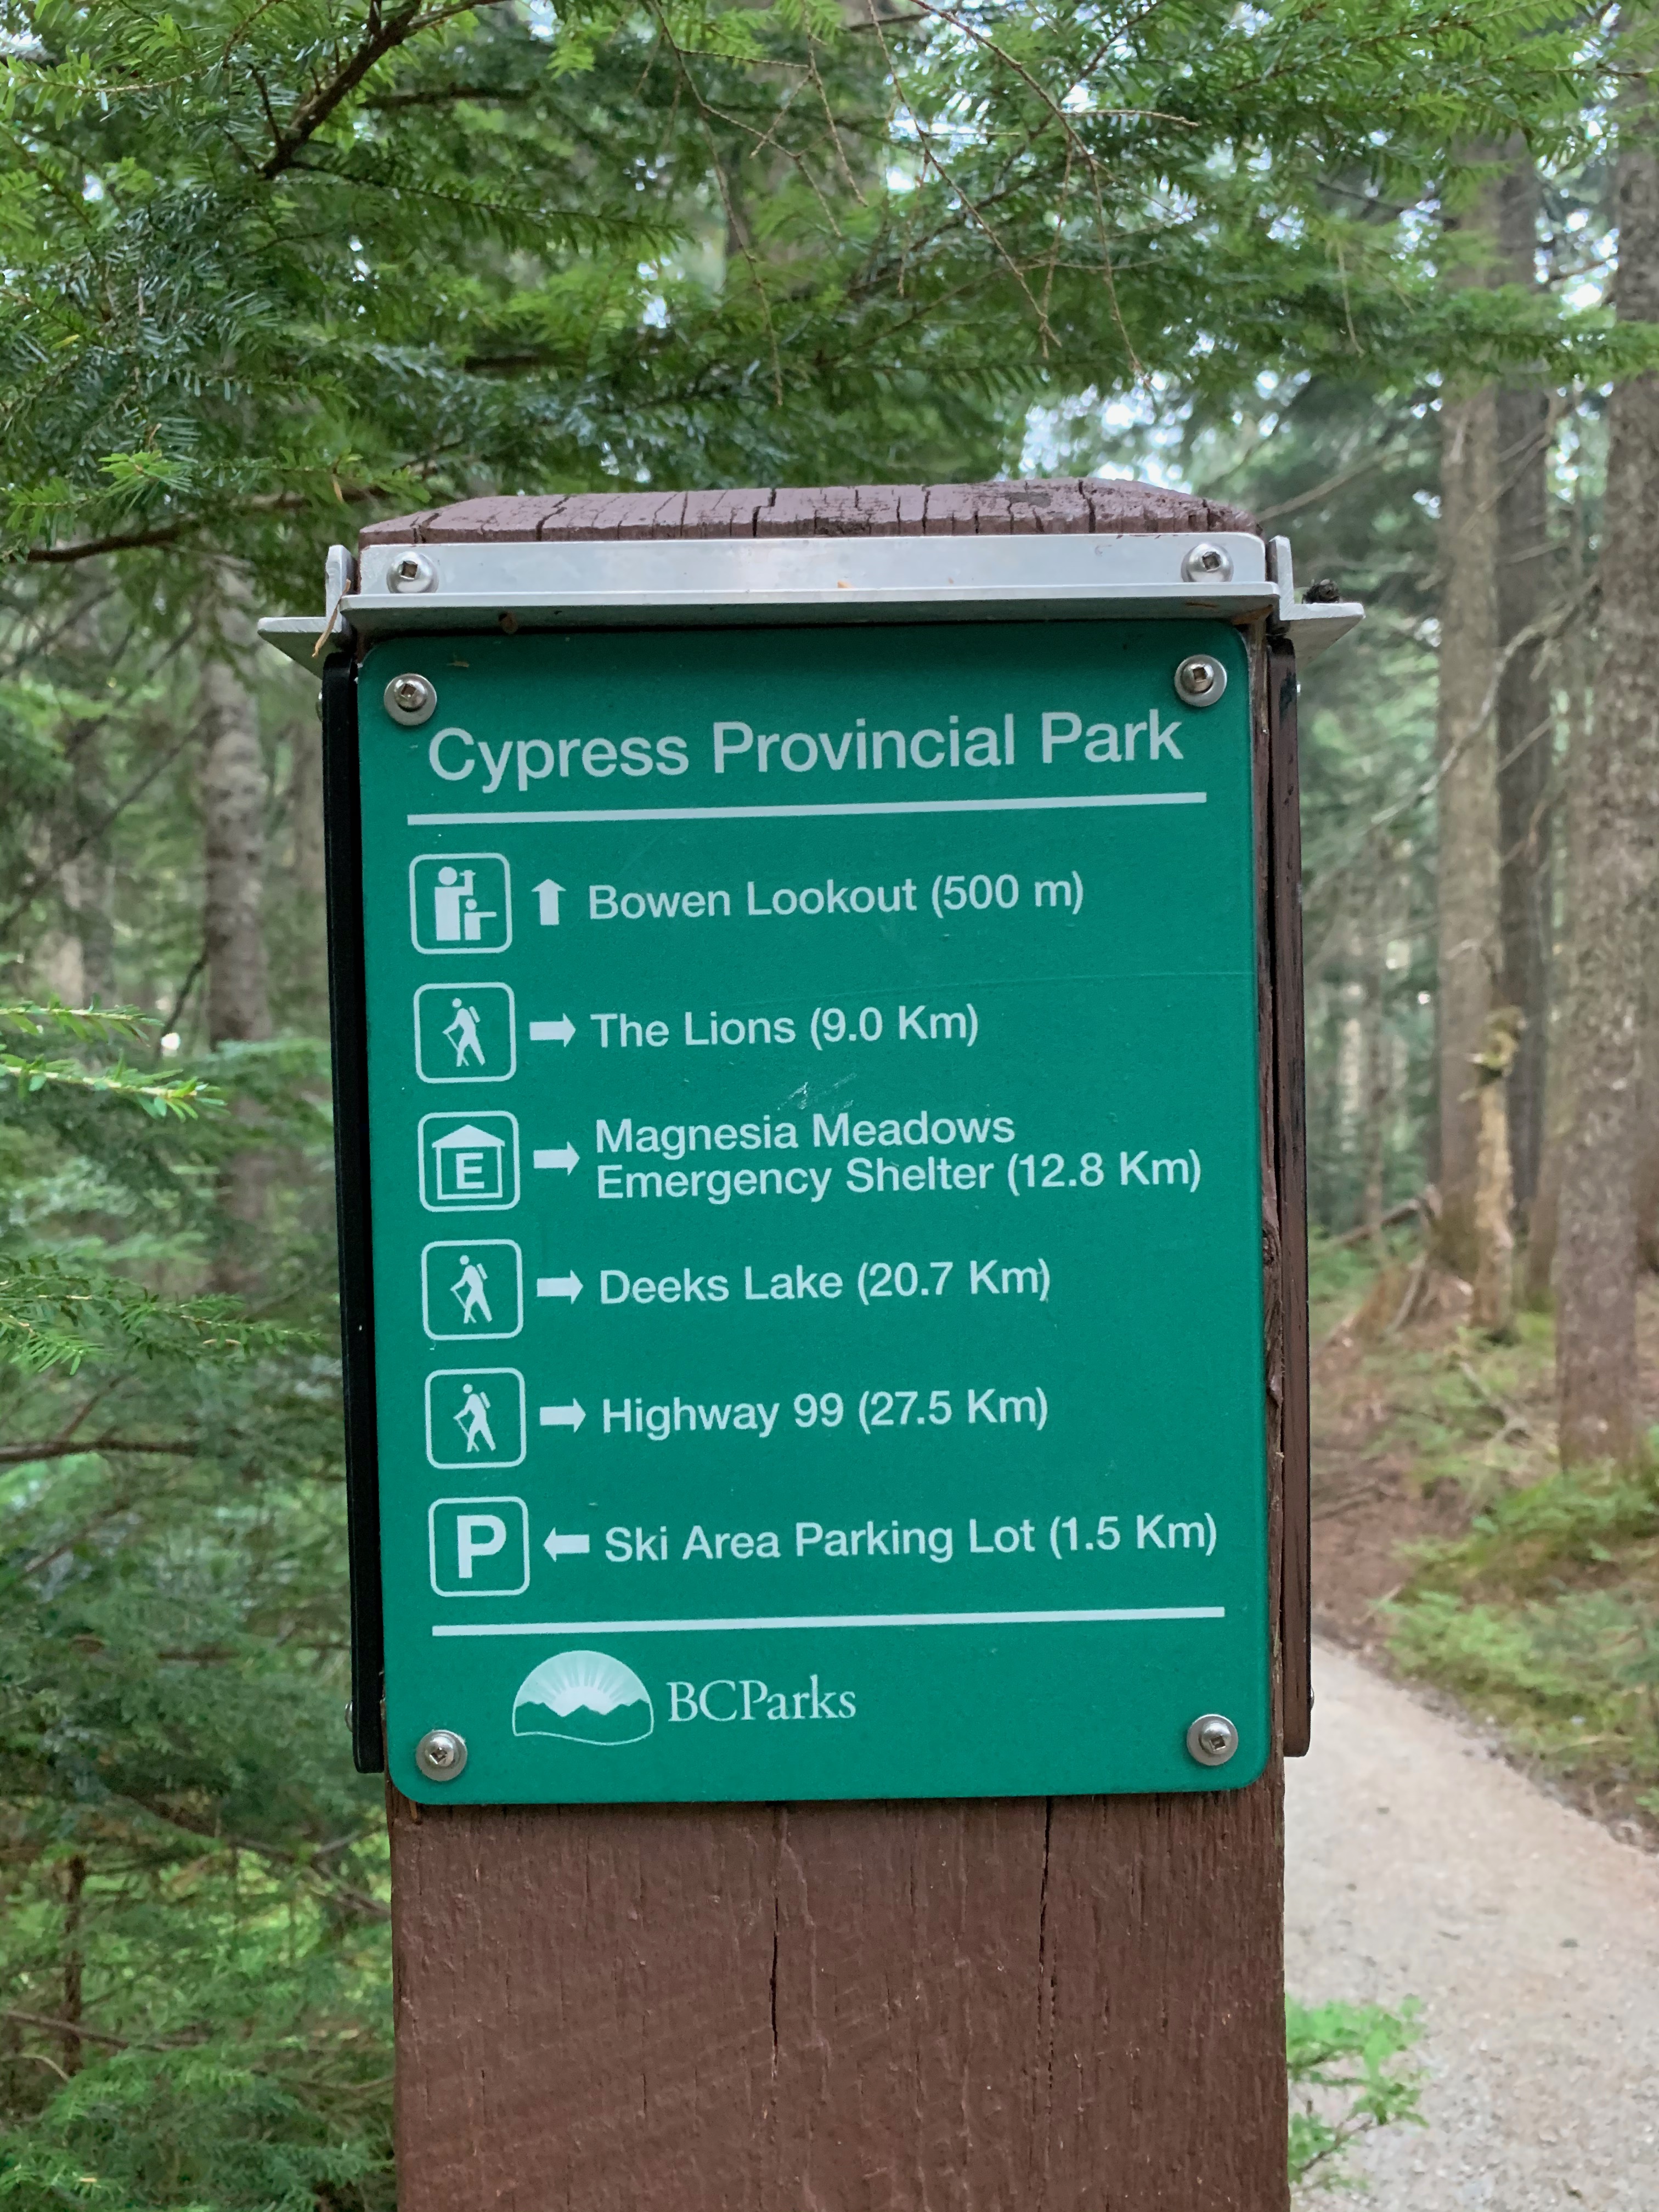 Cypress Provincial Park
Bowen Lookout (500 m)
The Lions (9.0 Km)
Magnesia Meadows
E
Emergency Shelter (12.8 Km)
Deeks Lake (20.7 Km)
Highway 99 (27.5 Km)
P
Ski Area Parking Lot (1.5 Km)
BCParks